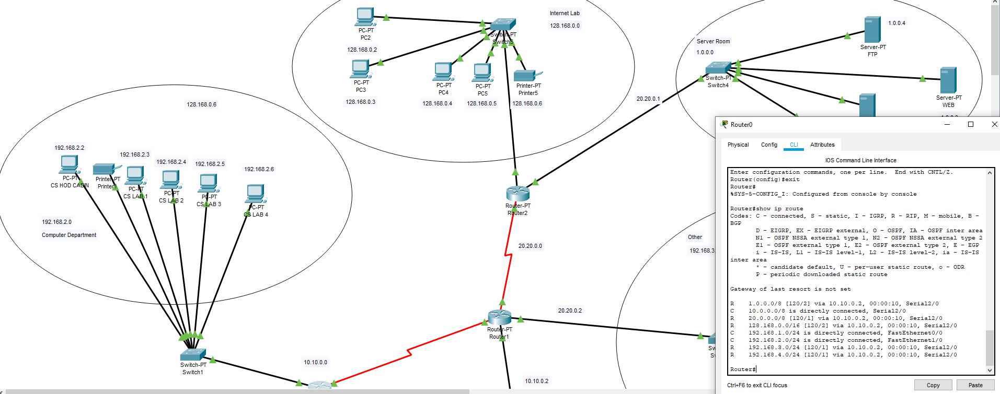 Internet Lab
128.168.0.0
PC-PT
PC2
Switch-PT
Switch5
128.168.0.2
PC-PT
PC3
128.168.0.3
PC-PT
PC4
128.168.0.4
PC-PT
PC5
128.168.0.5
Printer-PT
Printer5
128.168.0.6
Server Room
1.0.0.0
1.0.0.4
Server-PT
FTP
Switch-PT
Switch4
Server-PT
WEB
20.20.0.1
128.168.0.6
192.168.2.2
192.168.2.3
192.168.2.4
192.168.2.5
192.168.2.6
PC-PT
CS HOD CABIN
Printer-PT
Printer1
PC-PT
CS LAB 1
PC-PT
CS LAB 2
PC-PT
CS LAB 3
PC-PT
CS LAB 4
192.168.2.0
Computer Department
Router-PT
Router2
20.20.0.0
Other
192.168.3.
20.20.0.2
Router-PT
Router1
Switch-PT
Switch1
10.10.0.0
10.10.0.2
Router0
Physical Config CLI Attributes
IOS Command Line Interface
Enter configuration commands, one per line. End with CNTL/Z.
Router(config)#exit
Router#
%SYS-5-CONFIG_I: Configured from console by console
Router#show ip route
Codes: C - connected, S - static, I - IGRP, R - RIP, M - mobile, B -
BGP
D - EIGRP, EX - EIGRP external, O - OSPF, IA - OSPF inter area
N1 - OSPF NSSA external type 1, N2 - OSPF NSSA external type 2
E1 - OSPF external type 1, E2 - OSPF external type 2, E - EGP
i - IS-IS, L1 - IS-IS level-1, L2 - IS-IS level-2, ia - IS-IS
inter area
* - candidate default, U - per-user static route, o - ODR
P - periodic downloaded static route
Gateway of last resort is not set
R 1.0.0.0/8 [120/2] via 10.10.0.2, 00:00:10, Serial2/0
C 10.0.0.0/8 is directly connected, Serial2/0
R 20.0.0.0/8 [120/1] via 10.10.0.2, 00:00:10, Serial2/0
R 128.168.0.0/16 [120/2] via 10.10.0.2, 00:00:10, Serial2/0
C 192.168.1.0/24 is directly connected, FastEthernet0/0
C 192.168.2.0/24 is directly connected, FastEthernet1/0
R 192.168.3.0/24 [120/1] via 10.10.0.2, 00:00:10, Serial2/0
R 192.168.4.0/24 [120/1] via 10.10.0.2, 00:00:10, Serial2/0
Router#
Ctrl+F6 to exit CLI focus
Copy Paste